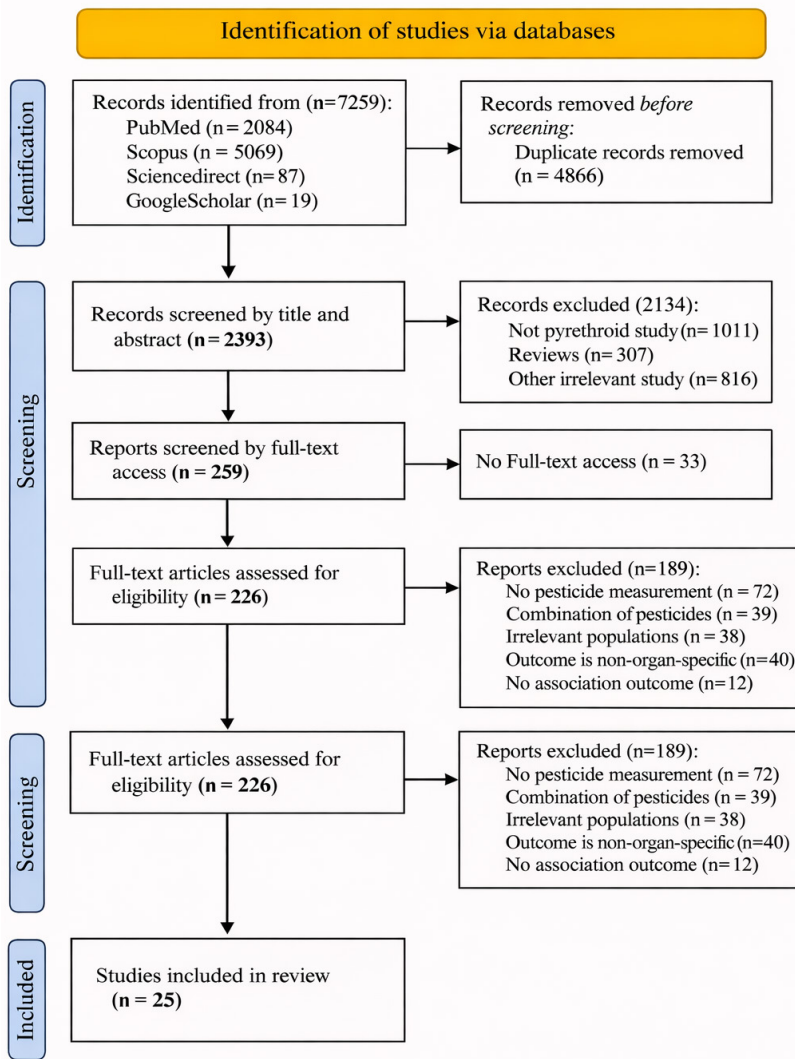 Identification of studies via databases
Identification
Records identified from (n=7259):
PubMed (n = 2084)
Scopus (n = 5069)
Sciencedirect (n = 87)
GoogleScholar (n = 19)
Records removed before
screening:
Duplicate records removed
(n = 4866)
Screening
Records screened by title and
abstract (n = 2393)
Records excluded (2134):
Not pyrethroid study (n = 1011)
Reviews (n = 307)
Other irrelevant study (n = 816)
Reports screened by full-text
access (n = 259)
No Full-text access (n = 33)
Full-text articles assessed for
eligibility (n = 226)
Reports excluded (n=189):
No pesticide measurement (n = 72)
Combination of pesticides (n = 39)
Irrelevant populations (n = 38)
Outcome is non-organ-specific (n=40)
No association outcome (n=12)
Screening
Full-text articles assessed for
eligibility (n = 226)
Reports excluded (n=189):
No pesticide measurement (n = 72)
Combination of pesticides (n = 39)
Irrelevant populations (n = 38)
Outcome is non-organ-specific (n=40)
No association outcome (n=12)
Included
Studies included in review
(n = 25)